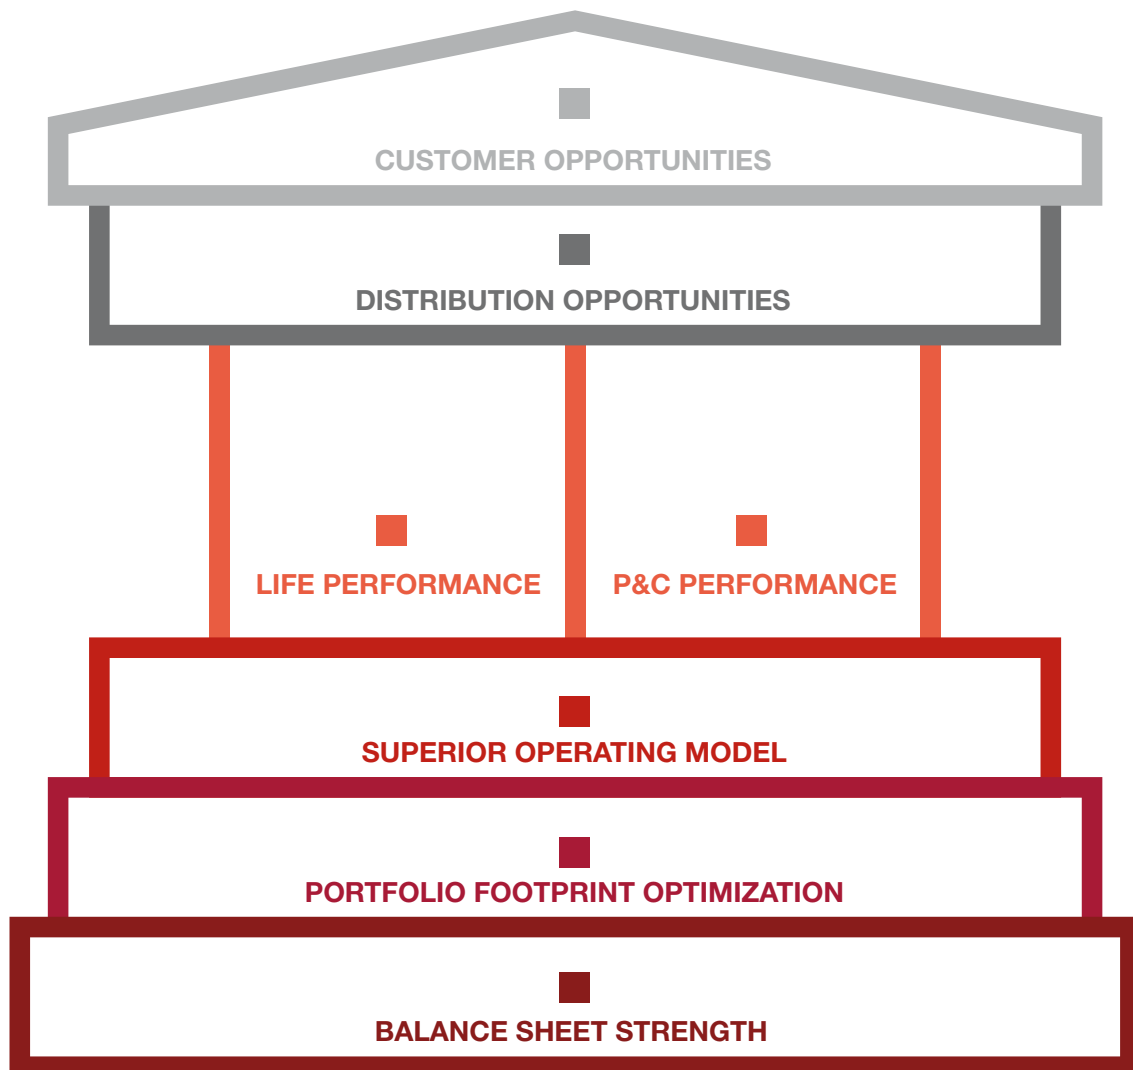 CUSTOMER OPPORTUNITIES
DISTRIBUTION OPPORTUNITIES
LIFE PERFORMANCE
P&C PERFORMANCE
SUPERIOR OPERATING MODEL
PORTFOLIO FOOTPRINT OPTIMIZATION
BALANCE SHEET STRENGTH